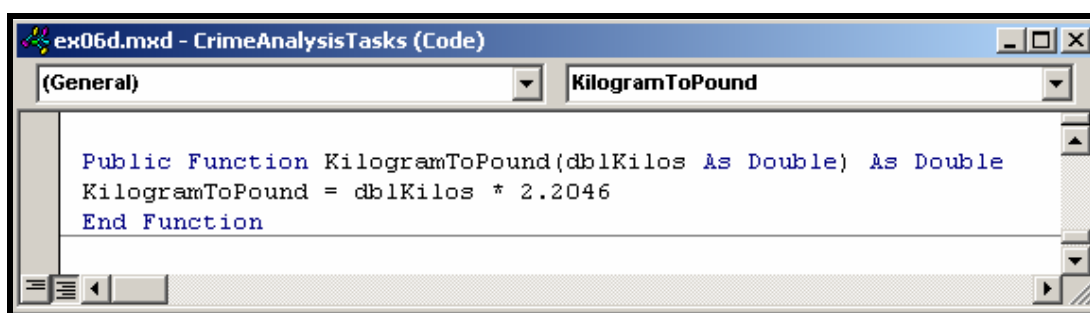 ex06d.mxd - CrimeAnalysisTasks (Code)
(General) KilogramToPound
Public Function KilogramToPound(dblKilos As Double) As Double
KilogramToPound = dblKilos * 2.2046
End Function